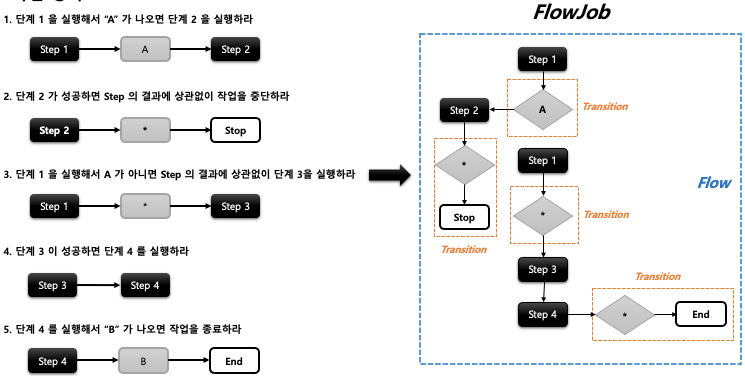 FlowJob
1. 단계 1 을 실행해서 “A” 가 나오면 단계 2 을 실행하라
Step 1
A
Step 2
2. 단계 2 가 성공하면 Step 의 결과에 상관없이 작업을 중단하라
Step 2
*
Stop
3. 단계 1 을 실행해서 A 가 아니면 Step 의 결과에 상관없이 단계 3을 실행하라
Step 1
*
Step 3
4. 단계 3 이 성공하면 단계 4 를 실행하라
Step 3
Step 4
5. 단계 4 를 실행해서 “B” 가 나오면 작업을 종료하라
Step 4
B
End
Step 1
A
Transition
Step 2
*
Stop
Transition
Step 1
*
Transition
Flow
Step 3
Step 4
Transition
*
End